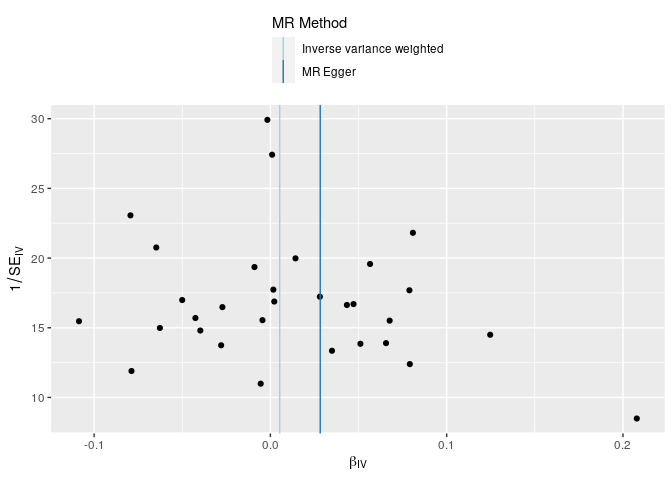 MR Method
Inverse variance weighted
MR Egger
30
25
20
15
10
1/SE_IV
-0.1
0.0
0.1
0.2
β_IV